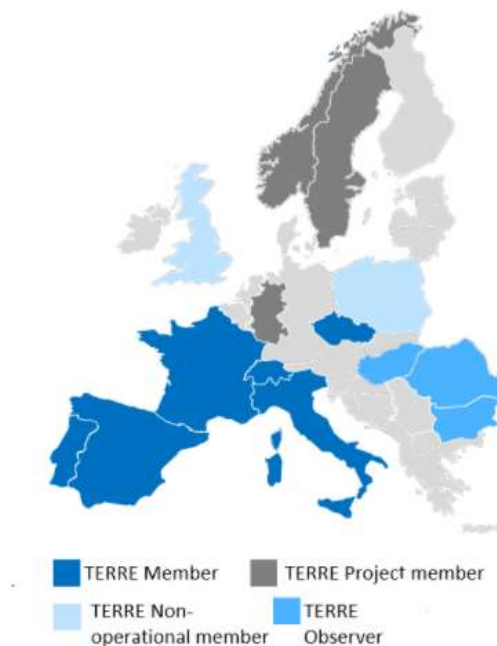 TERRE Member
TERRE Project member
TERRE Non-
operational member
TERRE
Observer